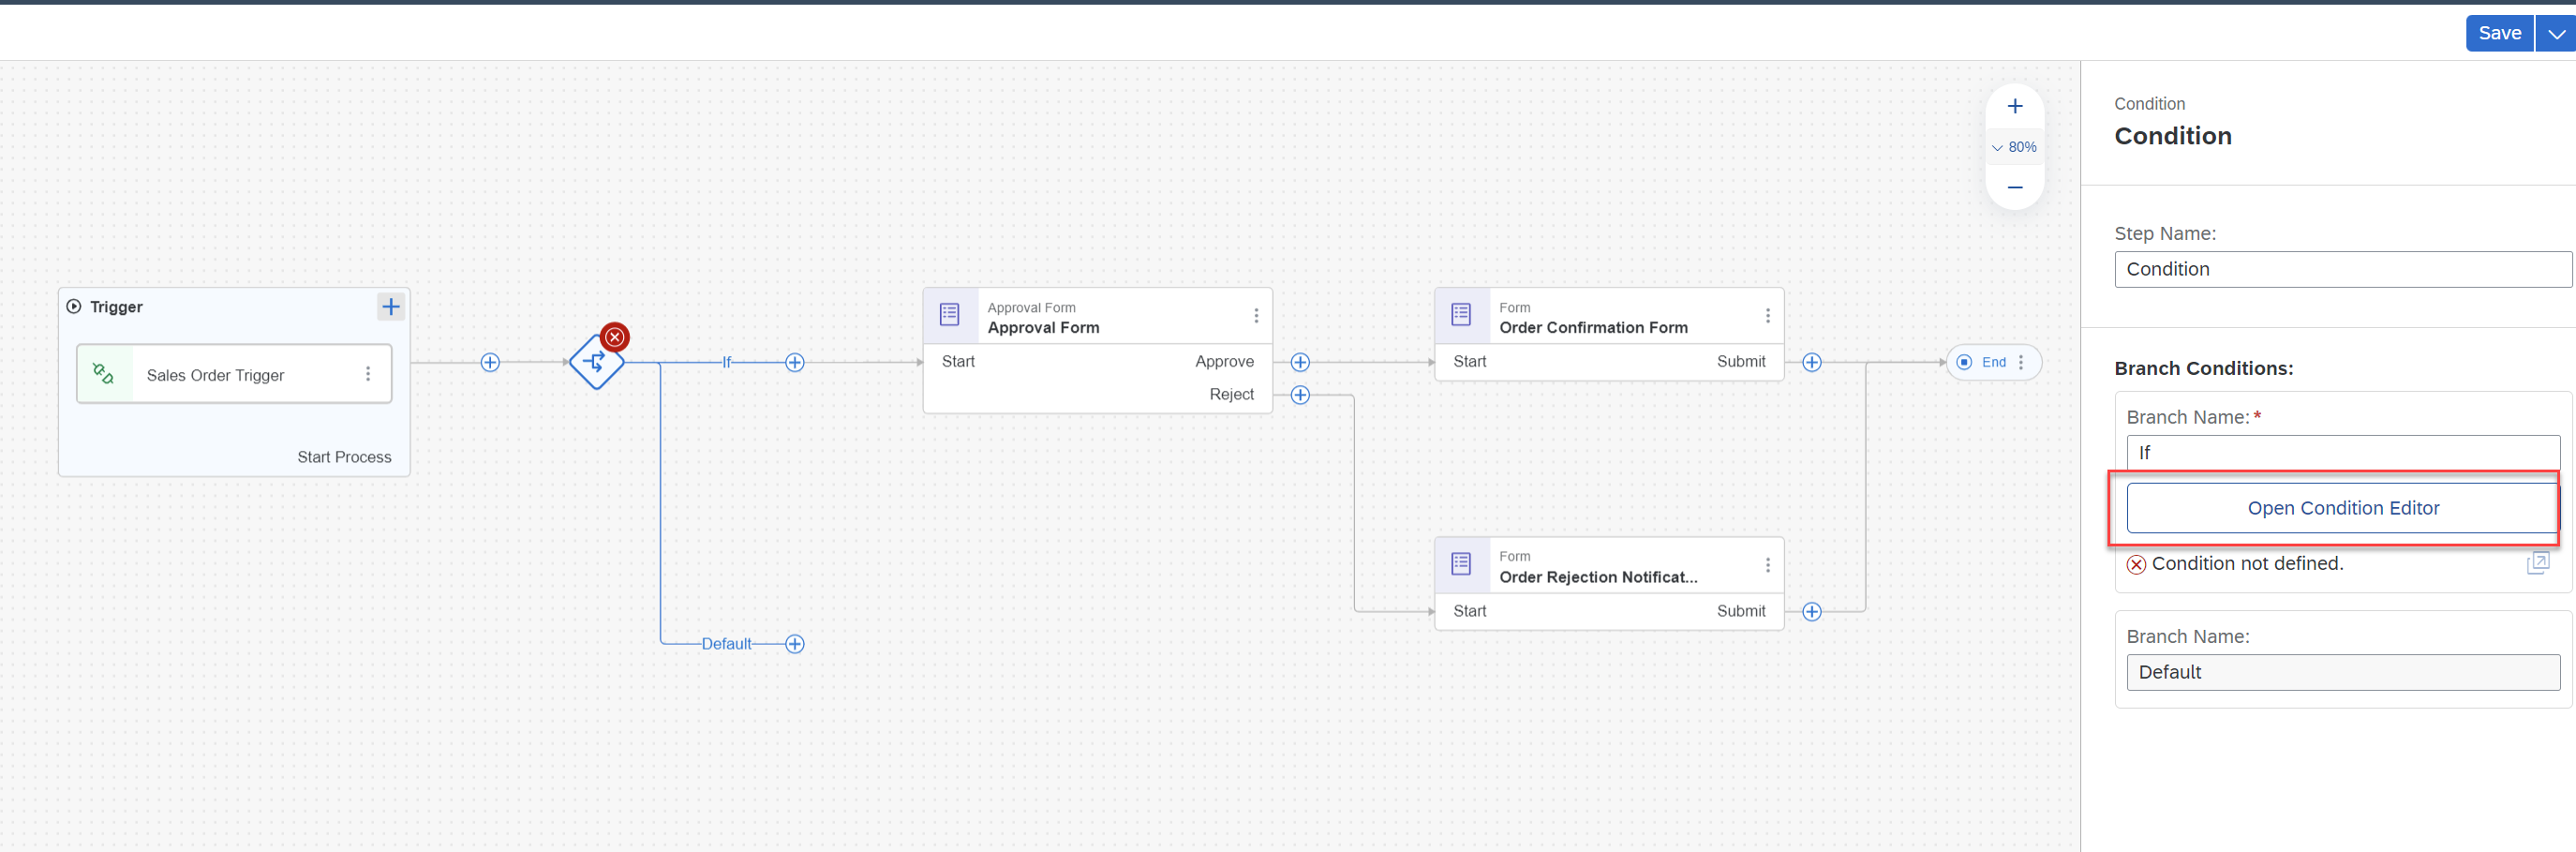 Save
80%
Trigger
Sales Order Trigger
Start Process
If
Default
Approval Form
Approval Form
Start
Approve
Reject
Form
Order Confirmation Form
Start
Submit
Form
Order Rejection Notificat...
Start
Submit
End
Condition
Condition
Step Name:
Condition
Branch Conditions:
Branch Name: *
If
Open Condition Editor
Condition not defined.
Branch Name:
Default